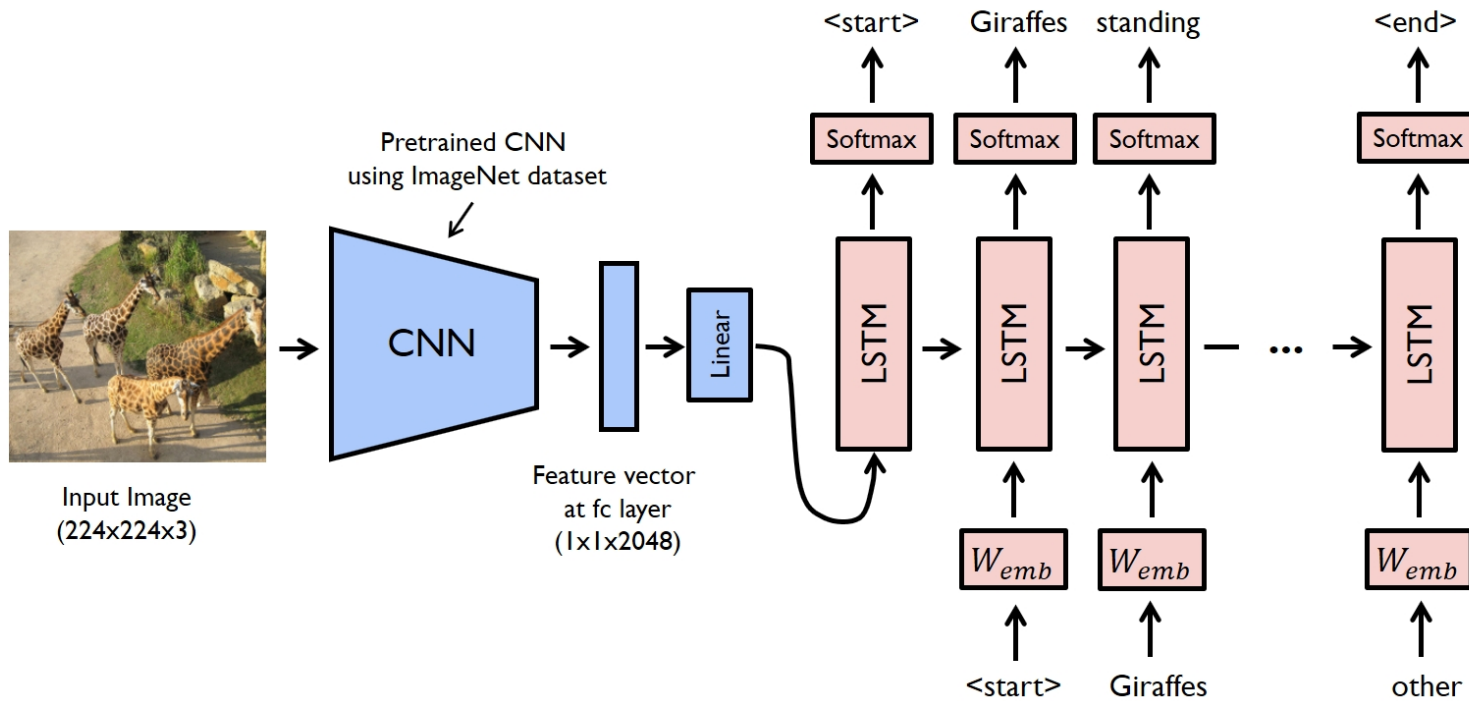 <start> Giraffes standing <end>
Softmax Softmax Softmax Softmax
Pretrained CNN
using ImageNet dataset
CNN
Linear
LSTM LSTM LSTM ... LSTM
Input Image
(224x224x3)
Feature vector
at fc layer
(1x1x2048)
W_emb W_emb W_emb
<start> Giraffes other